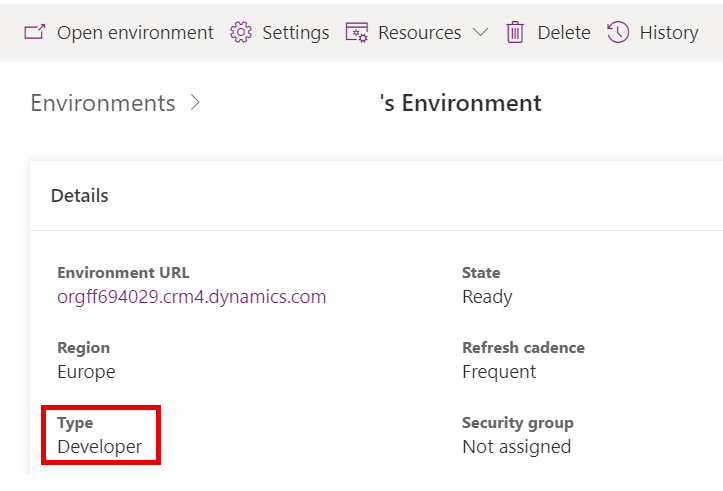 Open environment Settings Resources Delete History
Environments > 's Environment
Details
Environment URL
orgff694029.crm4.dynamics.com
State
Ready
Region
Europe
Refresh cadence
Frequent
Type
Developer
Security group
Not assigned